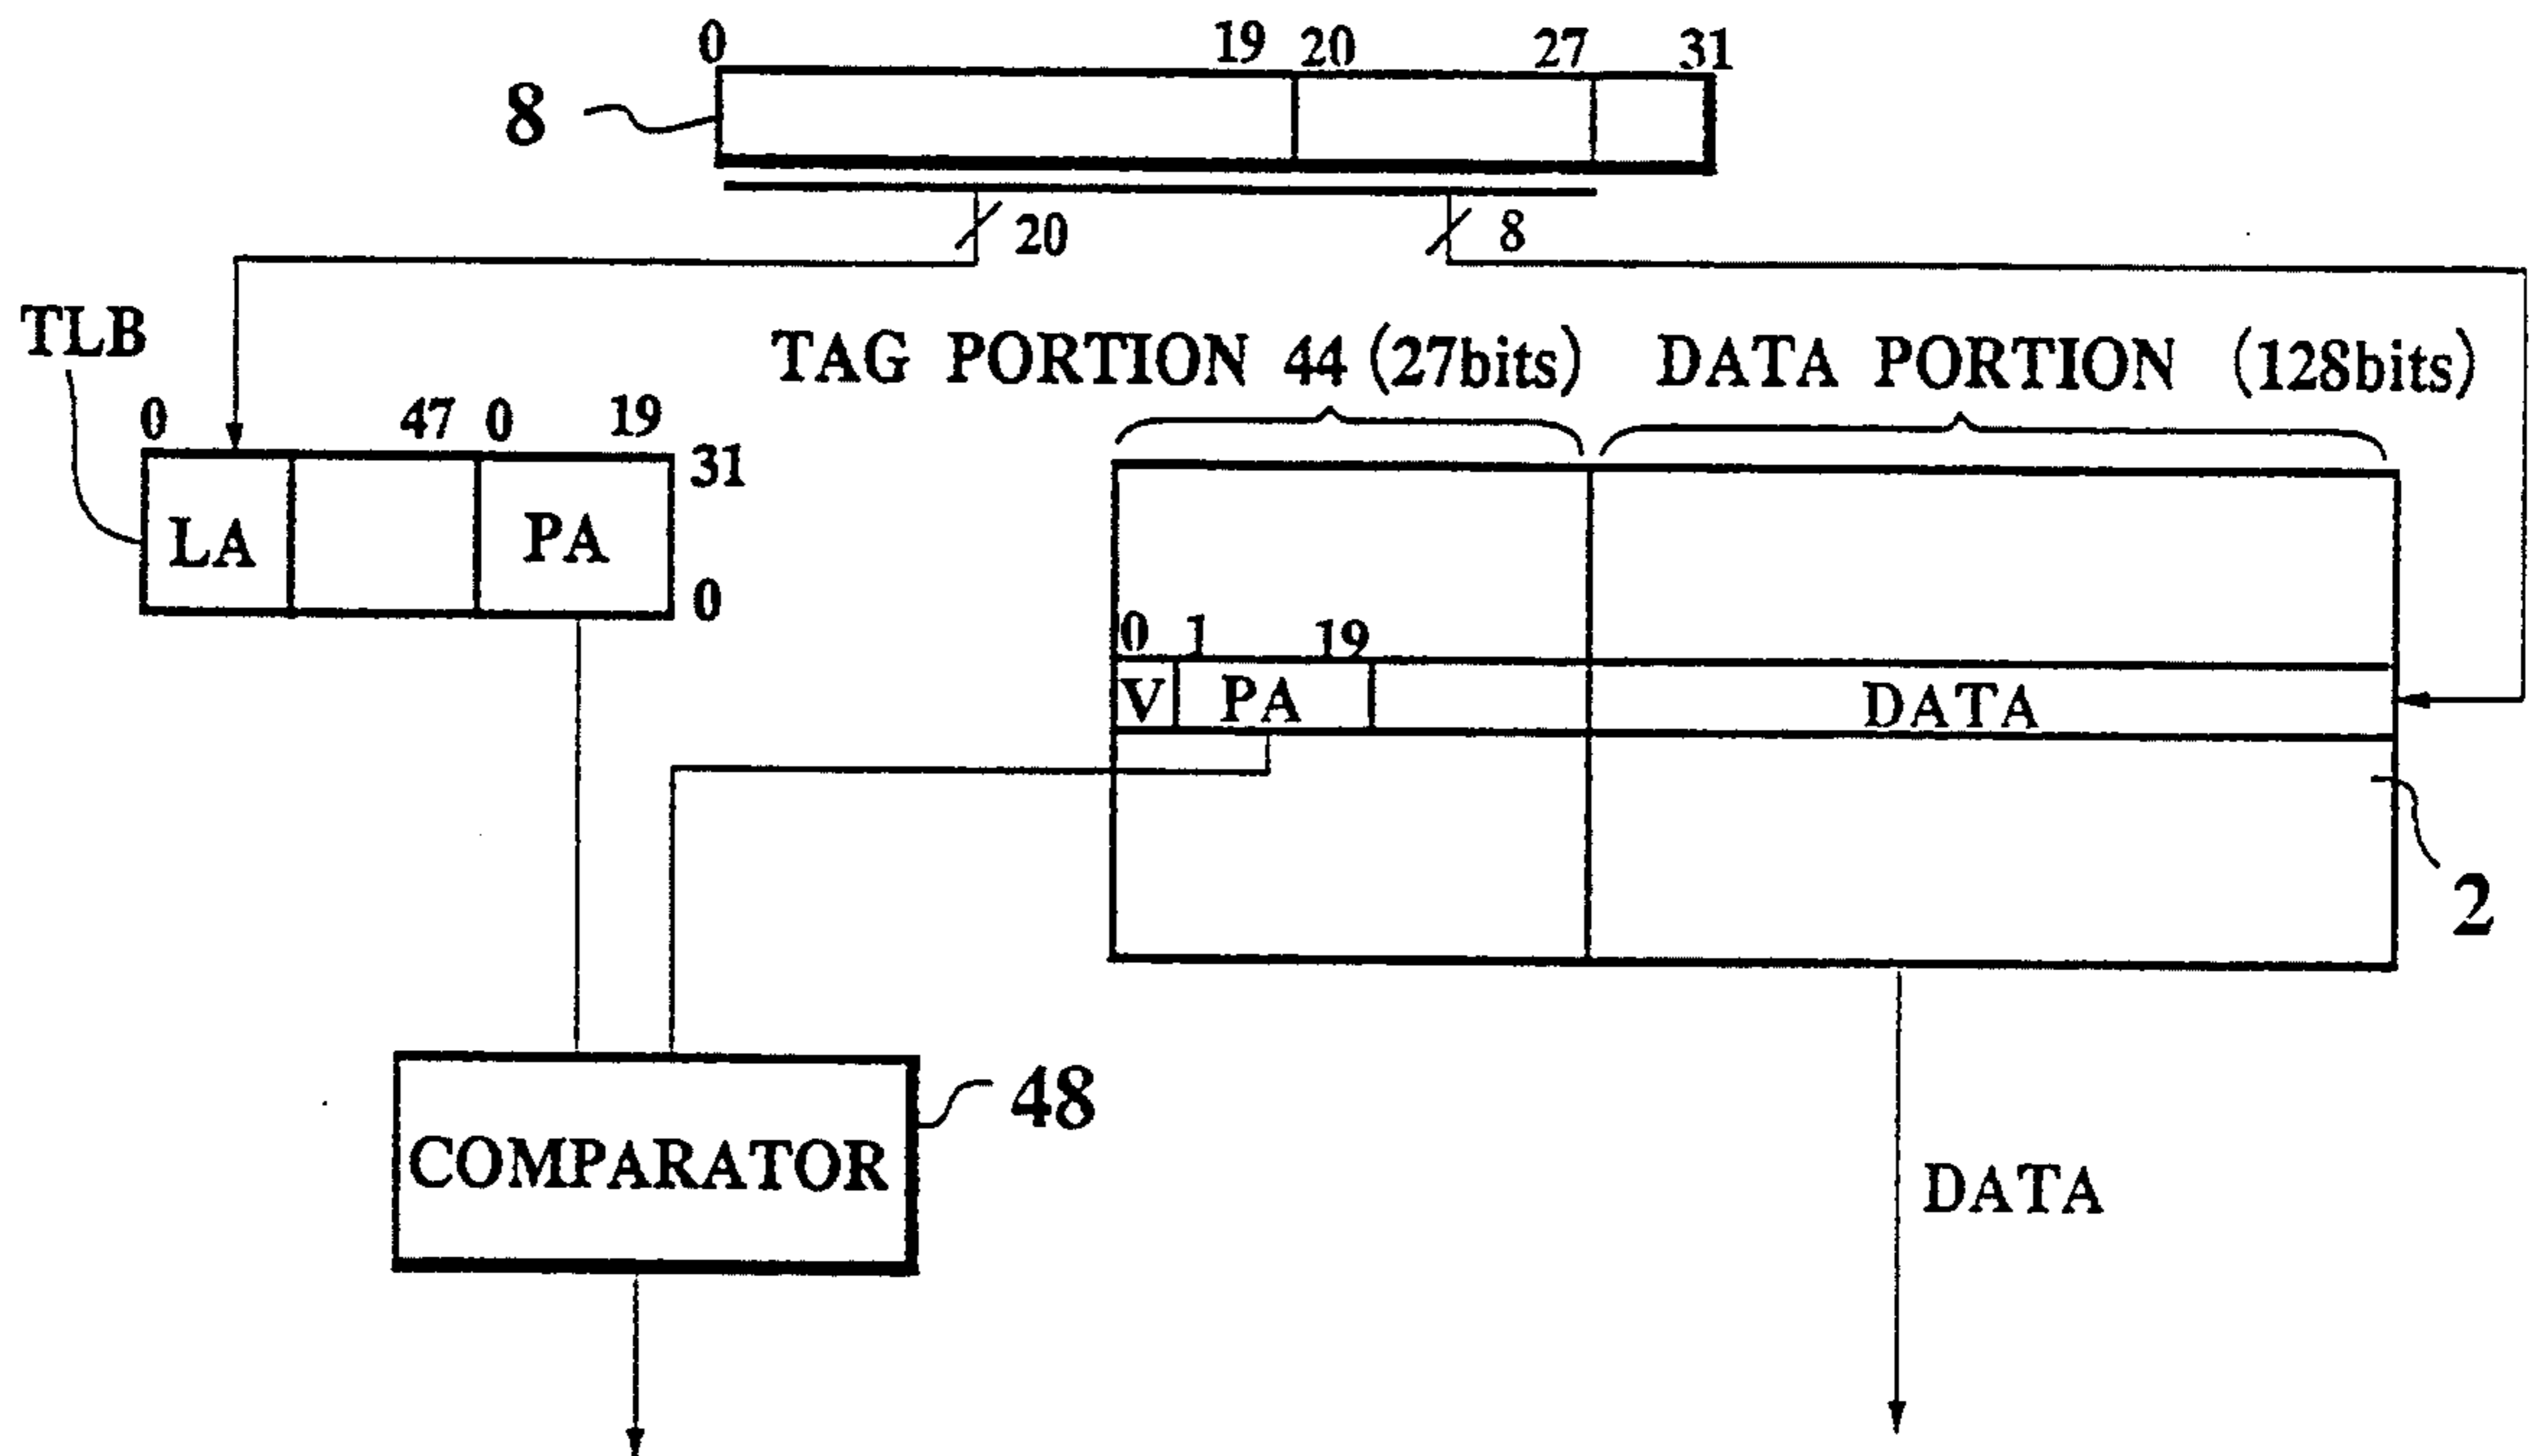 0 19 20 27 31
8
20 8
TLB
TAG PORTION 44 (27bits) DATA PORTION (128bits)
0 47 0 19
31
LA PA
0
0 1 19
V PA DATA
2
48
COMPARATOR
DATA